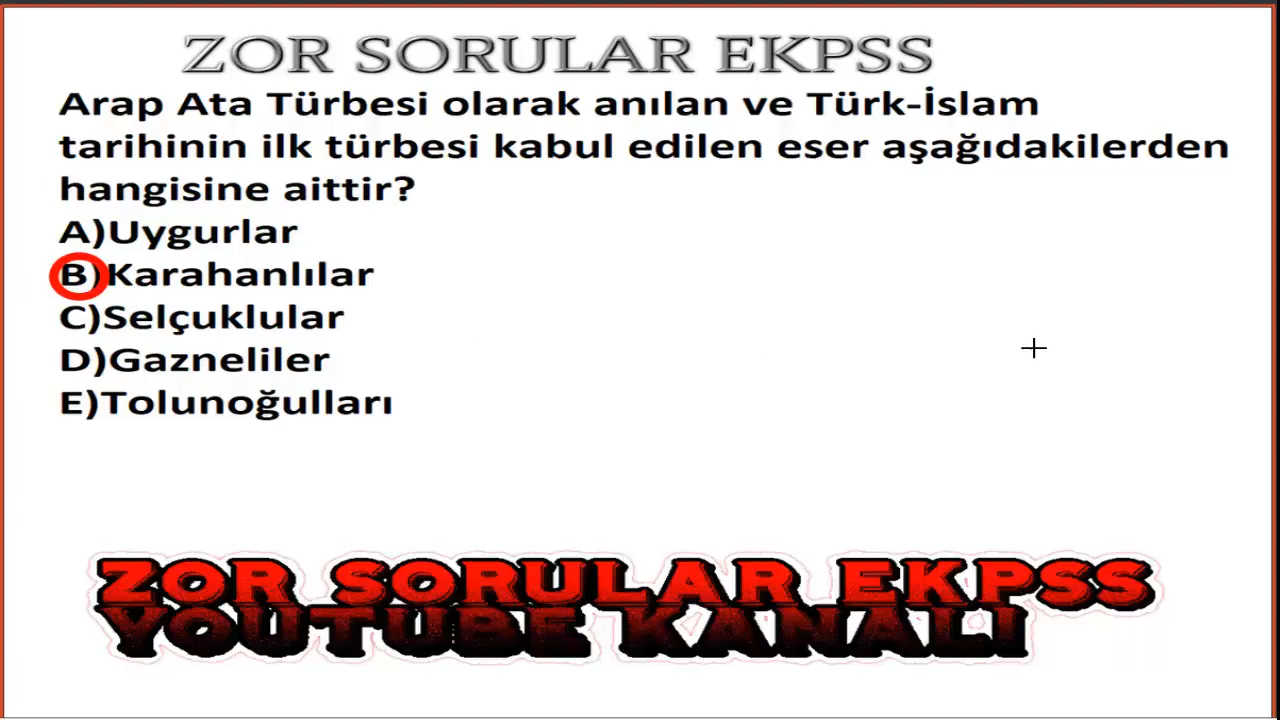 ZOR SORULAR EKPSS
Arap Ata Türbesi olarak anılan ve Türk-İslam
tarihinin ilk türbesi kabul edilen eser aşağıdakilerden
hangisine aittir?
A)Uygurlar
B)Karahanlılar
C)Selçuklular
D)Gazneliler
E)Tolunoğulları
ZOR SORULAR EKPSS
YOUTUBE KANALI